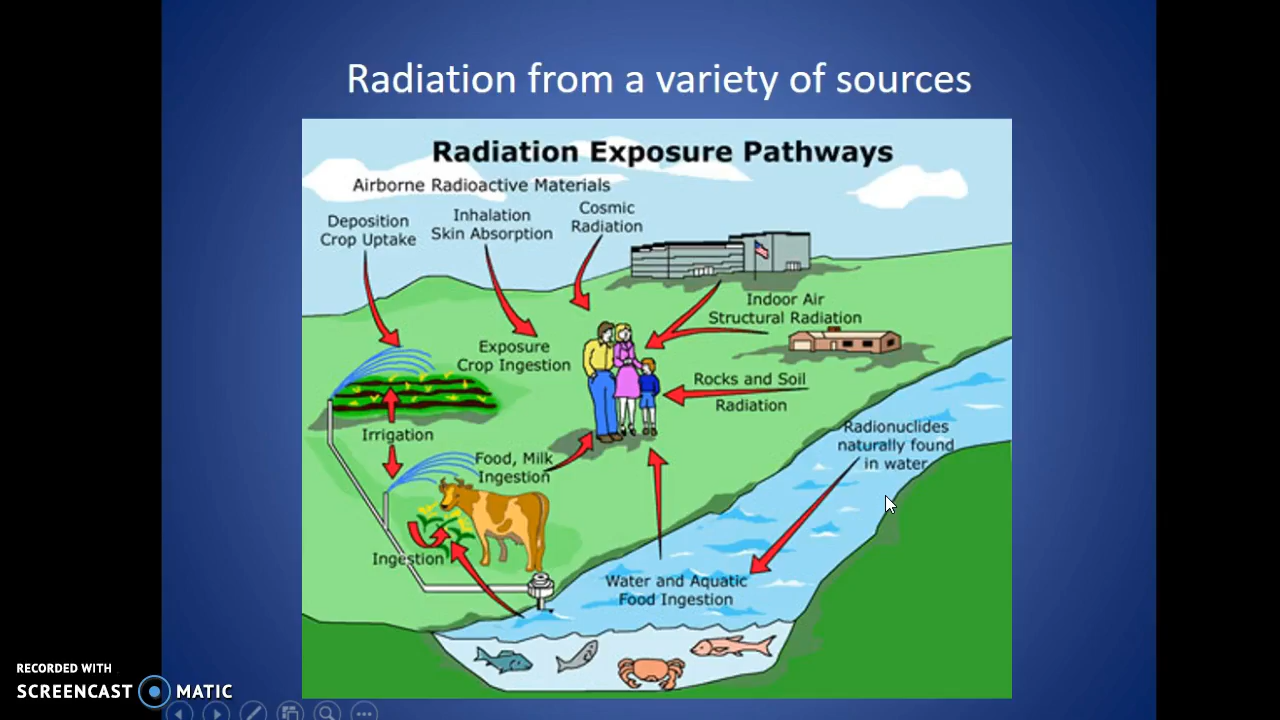 Radiation from a variety of sources
Radiation Exposure Pathways
Airborne Radioactive Materials
Deposition
Crop Uptake
Inhalation
Skin Absorption
Cosmic
Radiation
Indoor Air
Structural Radiation
Exposure
Crop Ingestion
Rocks and Soil
Radiation
Irrigation
Radionuclides
naturally found
in water
Food, Milk
Ingestion
Ingestion
Water and Aquatic
Food Ingestion
RECORDED WITH
SCREENCAST MATIC